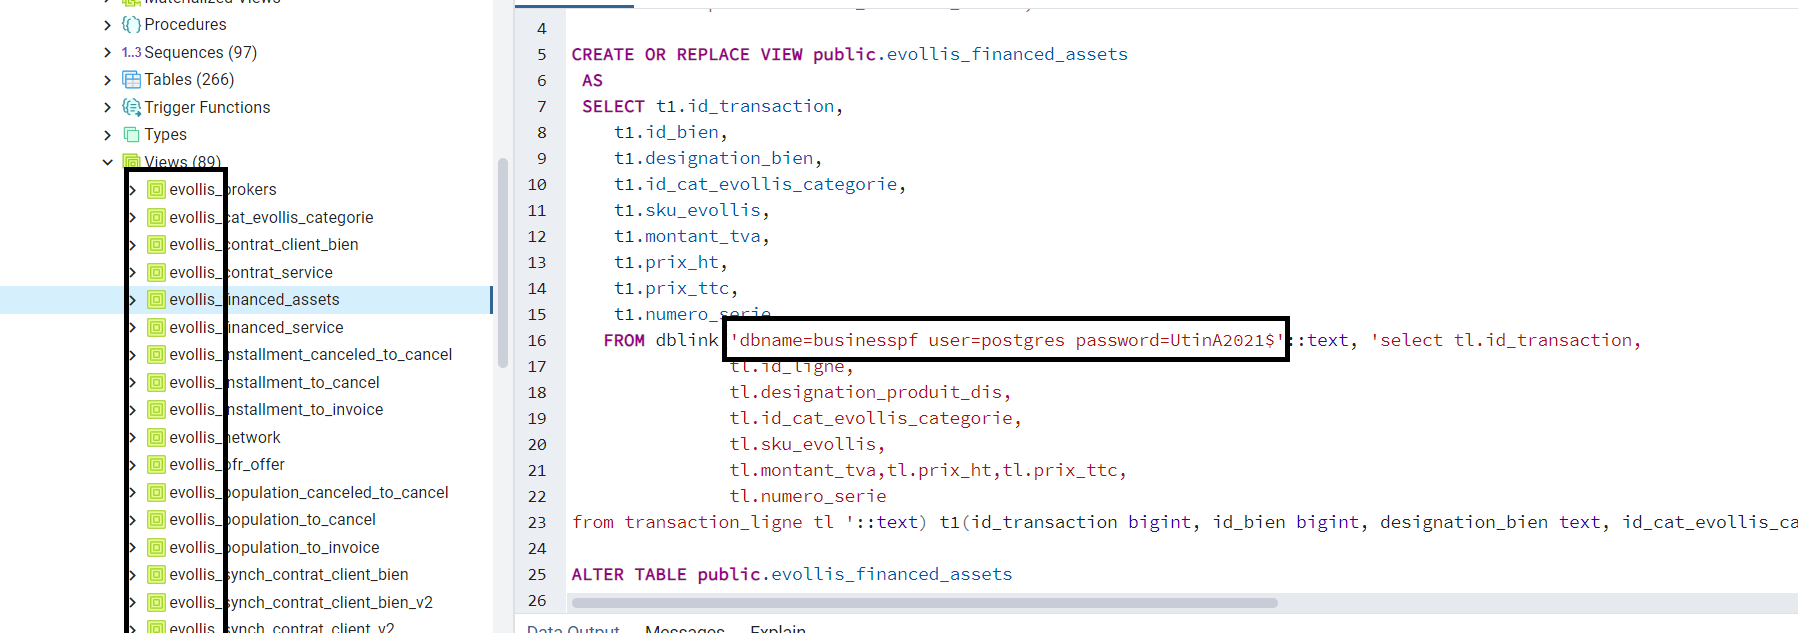 Materialized Views
Procedures
1..3 Sequences (97)
Tables (266)
Trigger Functions
Types
Views (89)
evollis_brokers
evollis_cat_evollis_categorie
evollis_contrat_client_bien
evollis_contrat_service
evollis_financed_assets
evollis_financed_service
evollis_installment_canceled_to_cancel
evollis_installment_to_cancel
evollis_installment_to_invoice
evollis_network
evollis_pfr_offer
evollis_population_canceled_to_cancel
evollis_population_to_cancel
evollis_population_to_invoice
evollis_synch_contrat_client_bien
evollis_synch_contrat_client_bien_v2
evollis_synch_contrat_client_v2
4
5 CREATE OR REPLACE VIEW public.evollis_financed_assets
6 AS
7 SELECT t1.id_transaction,
8 t1.id_bien,
9 t1.designation_bien,
10 t1.id_cat_evollis_categorie,
11 t1.sku_evollis,
12 t1.montant_tva,
13 t1.prix_ht,
14 t1.prix_ttc,
15 t1.numero_serie
16 FROM dblink 'dbname=businesspf user=postgres password=UtinA2021$'::text, 'select tl.id_transaction,
17 tl.id_ligne,
18 tl.designation_produit_dis,
19 tl.id_cat_evollis_categorie,
20 tl.sku_evollis,
21 tl.montant_tva,tl.prix_ht,tl.prix_ttc,
22 tl.numero_serie
23 from transaction_ligne tl '::text) t1(id_transaction bigint, id_bien bigint, designation_bien text, id_cat_evollis_ca
24
25 ALTER TABLE public.evollis_financed_assets
26
Data Output Messages Explain